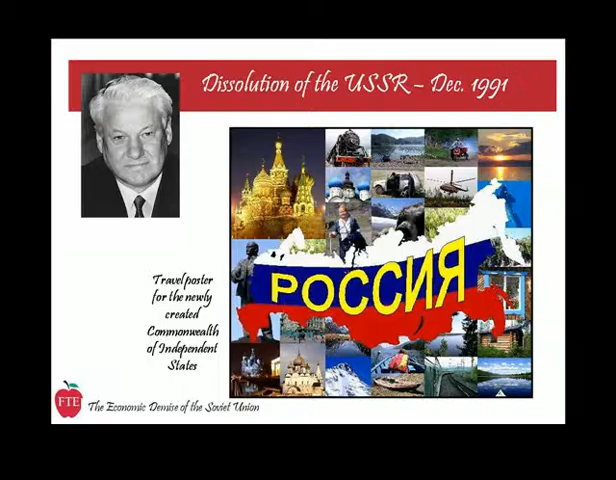 Dissolution of the USSR – Dec. 1991
РОССИЯ
Travel poster
for the newly
created
Commonwealth
of Independent
States
FTE
The Economic Demise of the Soviet Union